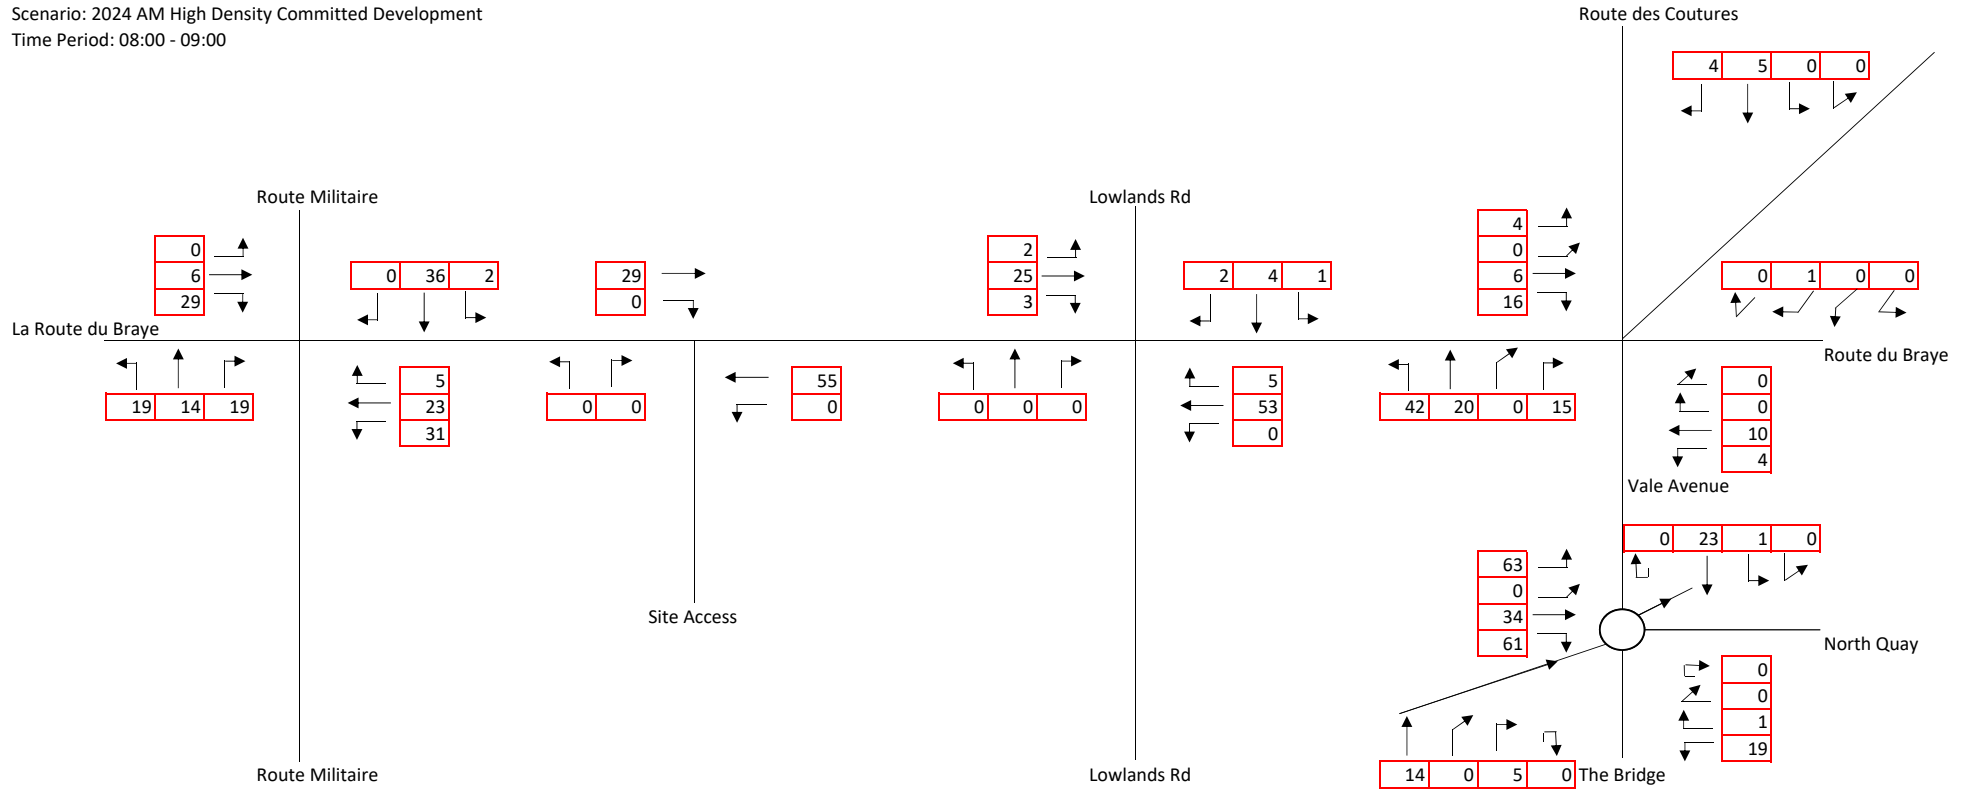 Scenario: 2024 AM High Density Committed Development
Time Period: 08:00 - 09:00
Route des Coutures
4 5 0 0
Route Militaire
Lowlands Rd
0
6
29
0 36 2
29
0
2
25
3
2 4 1
4
0
6
16
0 1 0 0
La Route du Braye
Route du Braye
19 14 19
5
23
31
0 0
55
0
0 0 0
5
53
0
42 20 0 15
0
0
10
4
Vale Avenue
0 23 1 0
63
0
34
61
Site Access
North Quay
0
0
1
19
14 0 5 0
Route Militaire
Lowlands Rd
The Bridge